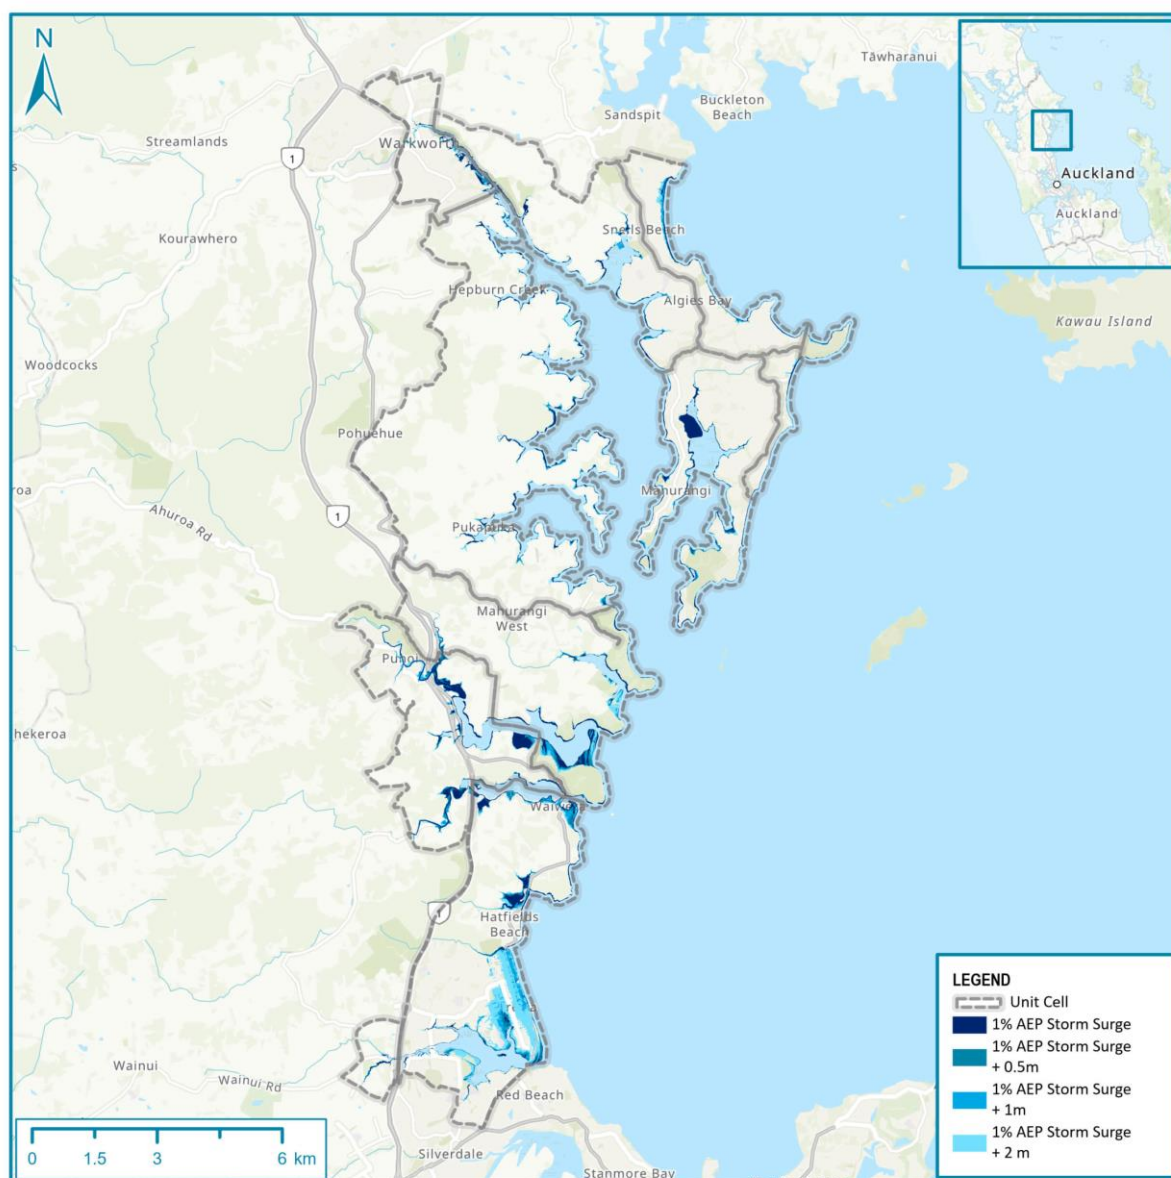 N
Tāwharanui
Buckleton
Beach
Sandspit
Streamlands
Warkworth
1
Auckland
Auckland
Kourawhero
Snells Beach
Hepburn Creek
Algies Bay
Kawau Island
Woodcocks
Pohuehue
1
Mahurangi
Ahuroa Rd
Pukapuka
Mahurangi
West
Puhoi
hekeroa
Waiwera
1
Hatfields
Beach
Wainui
Wainui Rd
Red Beach
Silverdale
Stanmore Bay
0 1.5 3 6 km
LEGEND
Unit Cell
1% AEP Storm Surge
1% AEP Storm Surge
+ 0.5m
1% AEP Storm Surge
+ 1m
1% AEP Storm Surge
+ 2 m